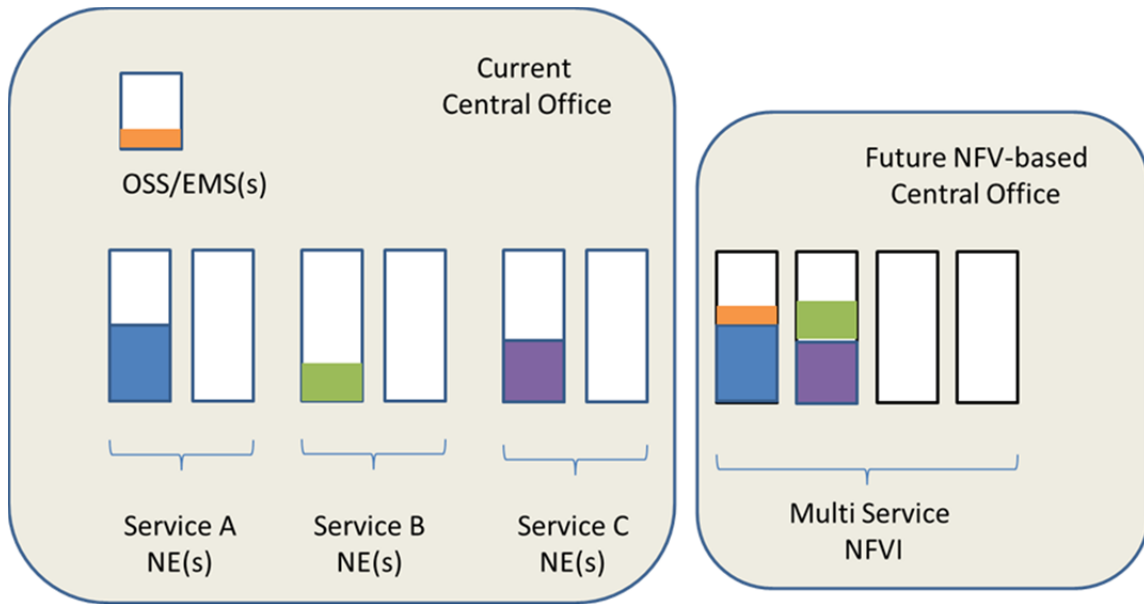 Current
Central Office
OSS/EMS(s)
Service A
NE(s)
Service B
NE(s)
Service C
NE(s)
Future NFV-based
Central Office
Multi Service
NFVI